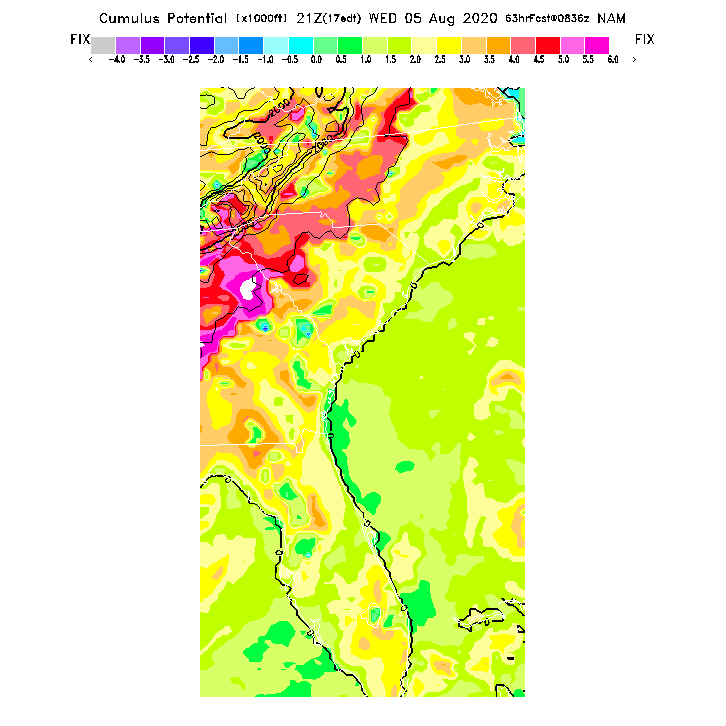 Cumulus Potential [x1000ft] 21Z(17edt) WED 05 Aug 2020 63hrFcst@0836z NAM
FIX FIX
< -4.0 -3.5 -3.0 -2.5 -2.0 -1.5 -1.0 -0.5 0.0 0.5 1.0 1.5 2.0 2.5 3.0 3.5 4.0 4.5 5.0 5.5 6.0 >
2000
2000